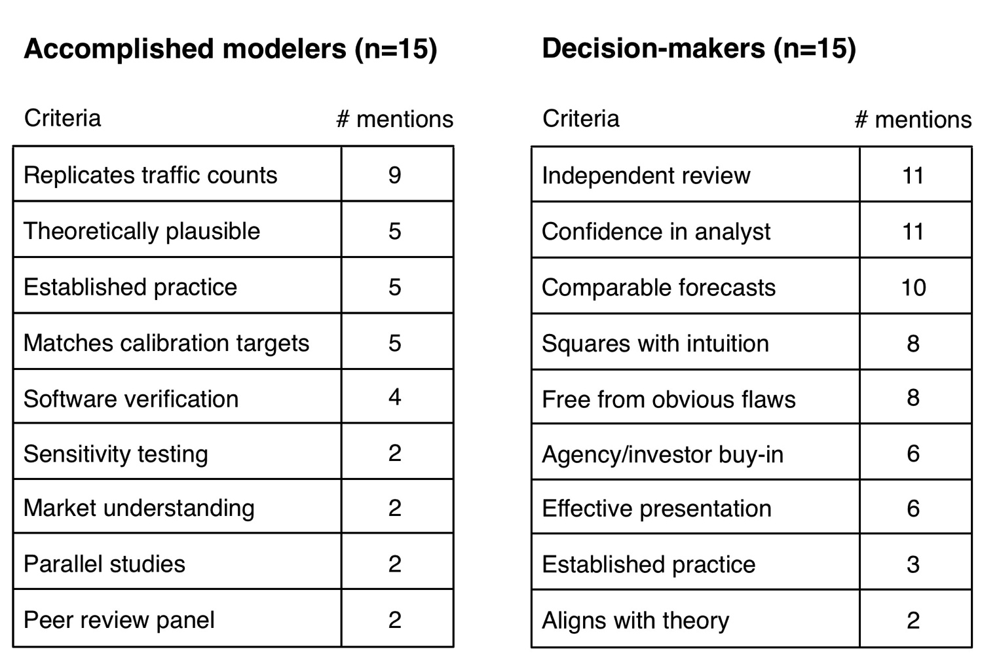 Accomplished modelers (n=15)
Criteria # mentions
Replicates traffic counts 9
Theoretically plausible 5
Established practice 5
Matches calibration targets 5
Software verification 4
Sensitivity testing 2
Market understanding 2
Parallel studies 2
Peer review panel 2
Decision-makers (n=15)
Criteria # mentions
Independent review 11
Confidence in analyst 11
Comparable forecasts 10
Squares with intuition 8
Free from obvious flaws 8
Agency/investor buy-in 6
Effective presentation 6
Established practice 3
Aligns with theory 2